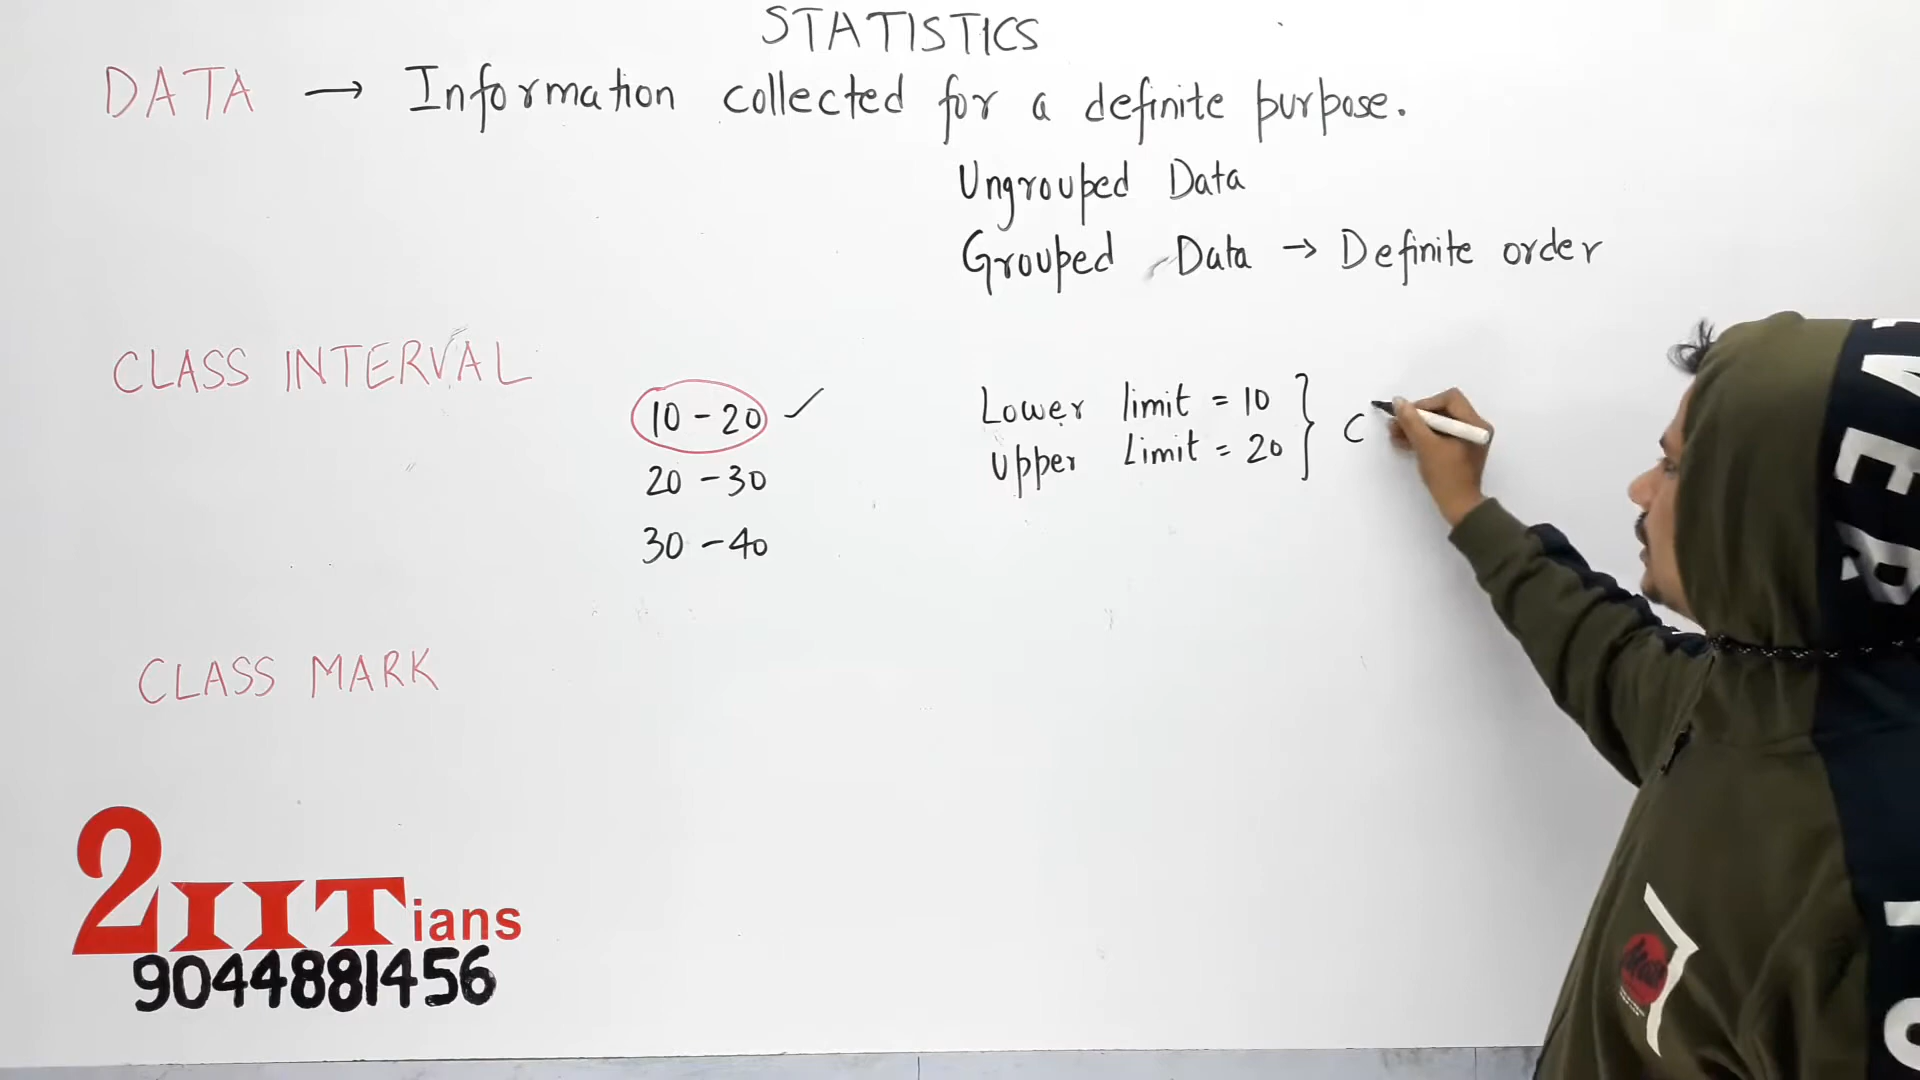 STATISTICS
DATA → Information collected for a definite purpose.
Ungrouped Data
Grouped Data → Definite order
CLASS INTERVAL
10 - 20 ✓
20 - 30
30 - 40
Lower limit = 10
Upper Limit = 20
} C
CLASS MARK
2IITians
9044881456
VER